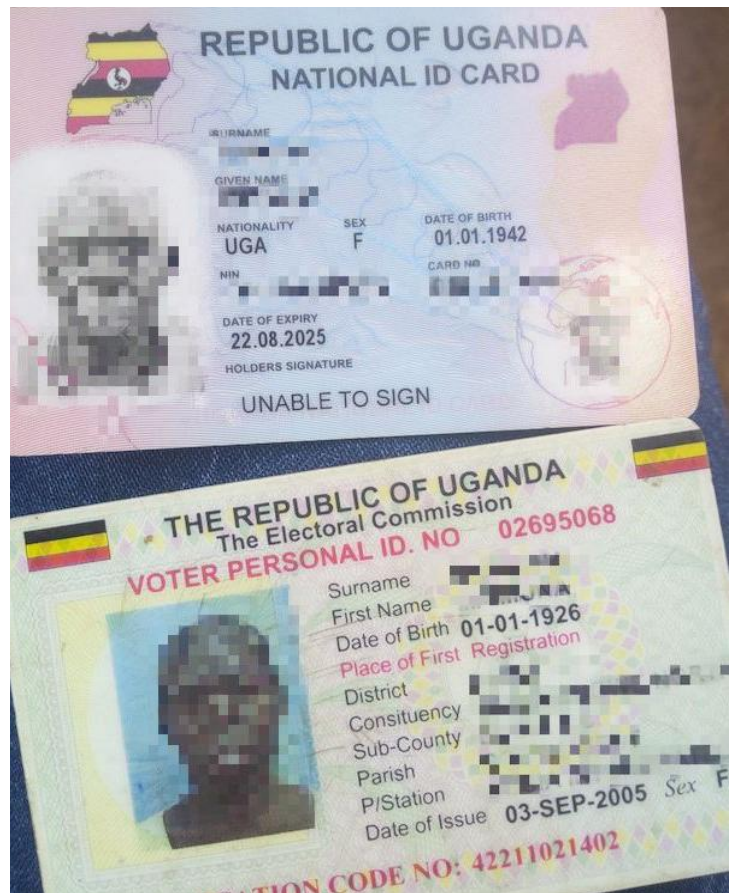 REPUBLIC OF UGANDA
NATIONAL ID CARD
SURNAME
GIVEN NAME
NATIONALITY SEX DATE OF BIRTH
UGA F 01.01.1942
NIN CARD NO
DATE OF EXPIRY
22.08.2025
HOLDERS SIGNATURE
UNABLE TO SIGN
THE REPUBLIC OF UGANDA
The Electoral Commission
VOTER PERSONAL ID. NO 02695068
Surname
First Name
Date of Birth 01-01-1926
Place of First Registration
District
Consituency
Sub-County
Parish
P/Station
Date of Issue 03-SEP-2005 Sex F
CODE NO: 42211021402